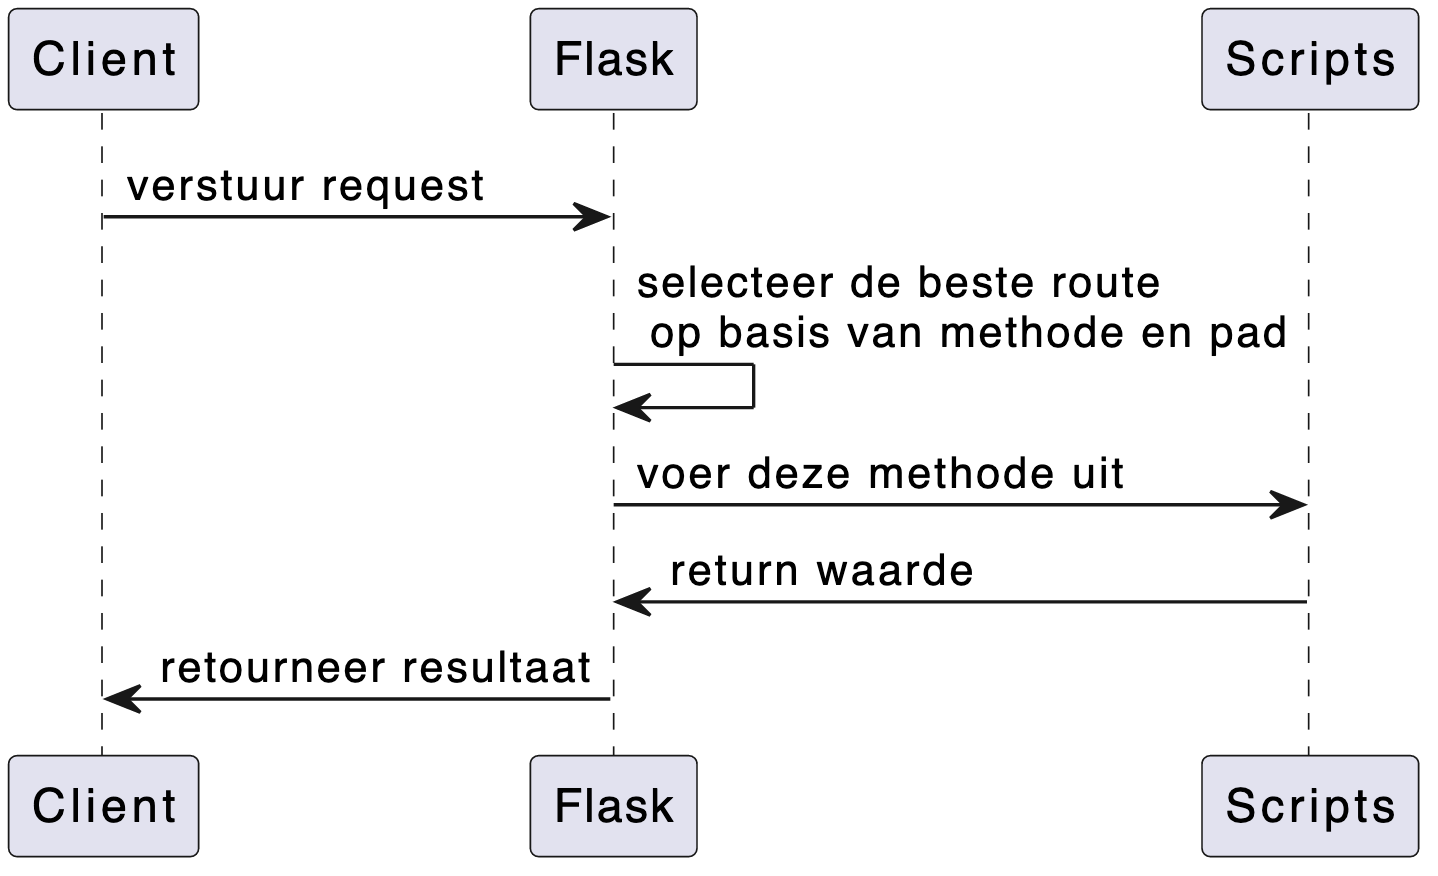 Client
Flask
Scripts
verstuur request
selecteer de beste route
op basis van methode en pad
voer deze methode uit
return waarde
retourneer resultaat
Client
Flask
Scripts